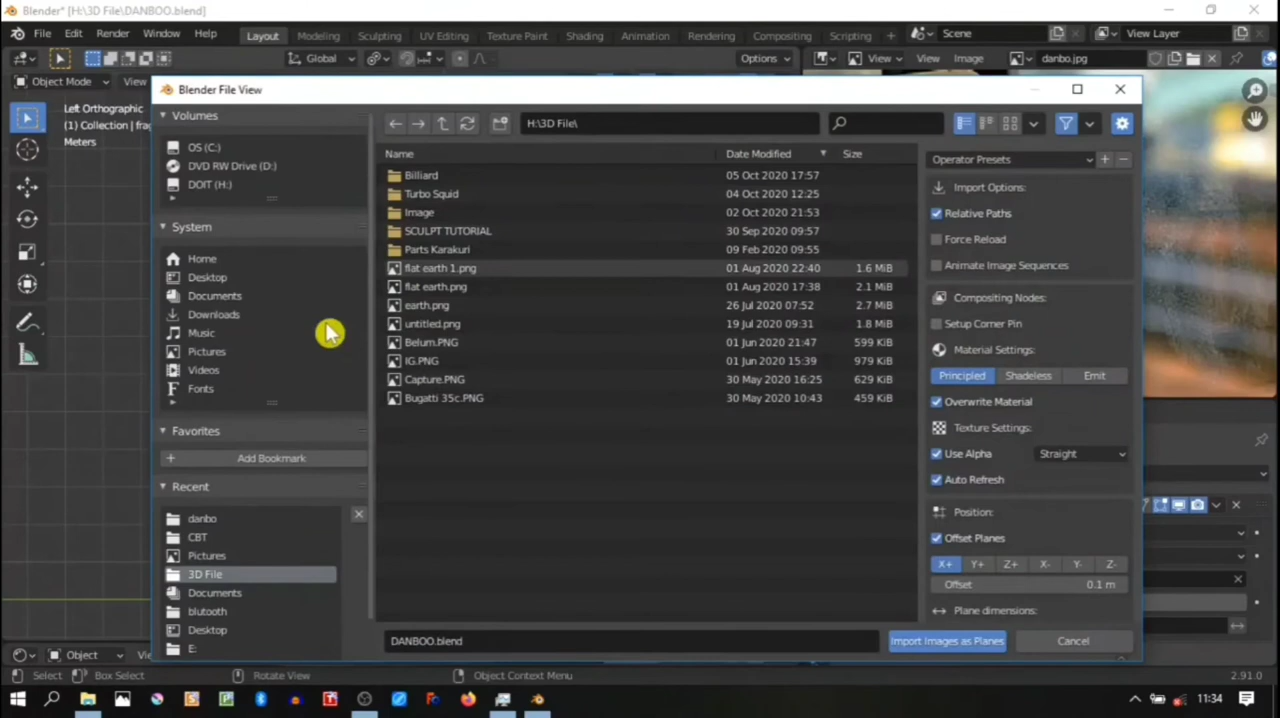 Blender* [H:\3D File\DANBOO.blend]
File Edit Render Window Help Layout Modeling Sculpting UV Editing Texture Paint Shading Animation Rendering Compositing Scripting Scene View Layer
Global Options View View Image danbo.jpg
Object Mode View
Left Orthographic
(1) Collection | frag
Meters
Blender File View
Volumes
OS (C:)
DVD RW Drive (D:)
DOIT (H:)
System
Home
Desktop
Documents
Downloads
Music
Pictures
Videos
Fonts
Favorites
Add Bookmark
Recent
danbo
CBT
Pictures
3D File
Documents
blutooth
Desktop
E:
H:\3D File\
Name Date Modified Size
Billiard 05 Oct 2020 17:57
Turbo Squid 04 Oct 2020 12:25
Image 02 Oct 2020 21:53
SCULPT TUTORIAL 30 Sep 2020 09:57
Parts Karakuri 09 Feb 2020 09:55
flat earth 1.png 01 Aug 2020 22:40 1.6 MiB
flat earth.png 01 Aug 2020 17:38 2.1 MiB
earth.png 26 Jul 2020 07:52 2.7 MiB
untitled.png 19 Jul 2020 09:31 1.8 MiB
Belum.PNG 01 Jun 2020 21:47 599 KiB
IG.PNG 01 Jun 2020 15:39 979 KiB
Capture.PNG 30 May 2020 16:25 629 KiB
Bugatti 35c.PNG 30 May 2020 10:43 459 KiB
DANBOO.blend Import Images as Planes Cancel
Operator Presets
Import Options:
Relative Paths
Force Reload
Animate Image Sequences
Compositing Nodes:
Setup Corner Pin
Material Settings:
Principled Shadeless Emit
Overwrite Material
Texture Settings:
Use Alpha Straight
Auto Refresh
Position:
Offset Planes
X+ Y+ Z+ X- Y- Z-
Offset 0.1 m
Plane dimensions:
Object
Select Box Select Rotate View Object Context Menu 2.91.0
11:34